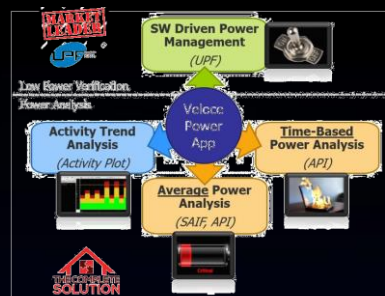 MARKET
LEADER
UPF
SW Driven Power
Management
(UPF)
Low Power Verification
Power Analysis
Veloce
Power
App
Activity Trend
Analysis
(Activity Plot)
Time-Based
Power Analysis
(API)
Average Power
Analysis
(SAIF, API)
THE COMPLETE
SOLUTION